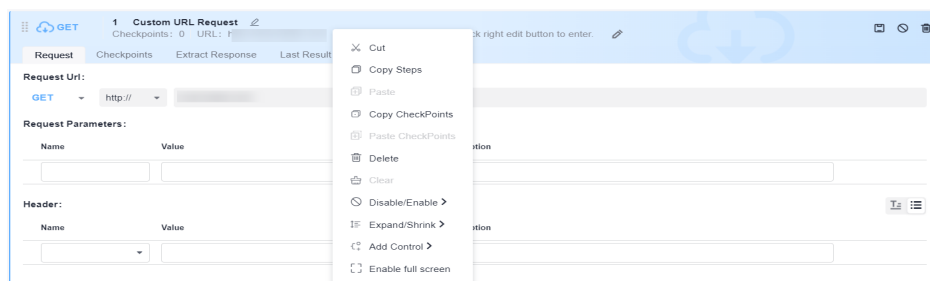 GET
1 Custom URL Request
Checkpoints: 0 URL: ck right edit button to enter.
Request Checkpoints Extract Response Last Result
Request Url:
GET http://
Request Parameters:
Name Value ption
Header:
Name Value ption
Cut
Copy Steps
Paste
Copy CheckPoints
Paste CheckPoints
Delete
Clear
Disable/Enable >
Expand/Shrink >
Add Control >
Enable full screen